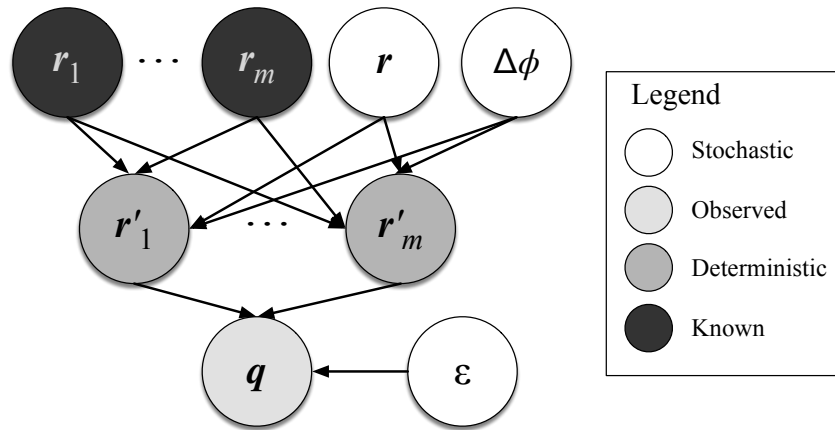 r₁ ... rₘ r Δϕ
Legend
Stochastic
r'₁ ... r'ₘ
Observed
Deterministic
Known
q ε